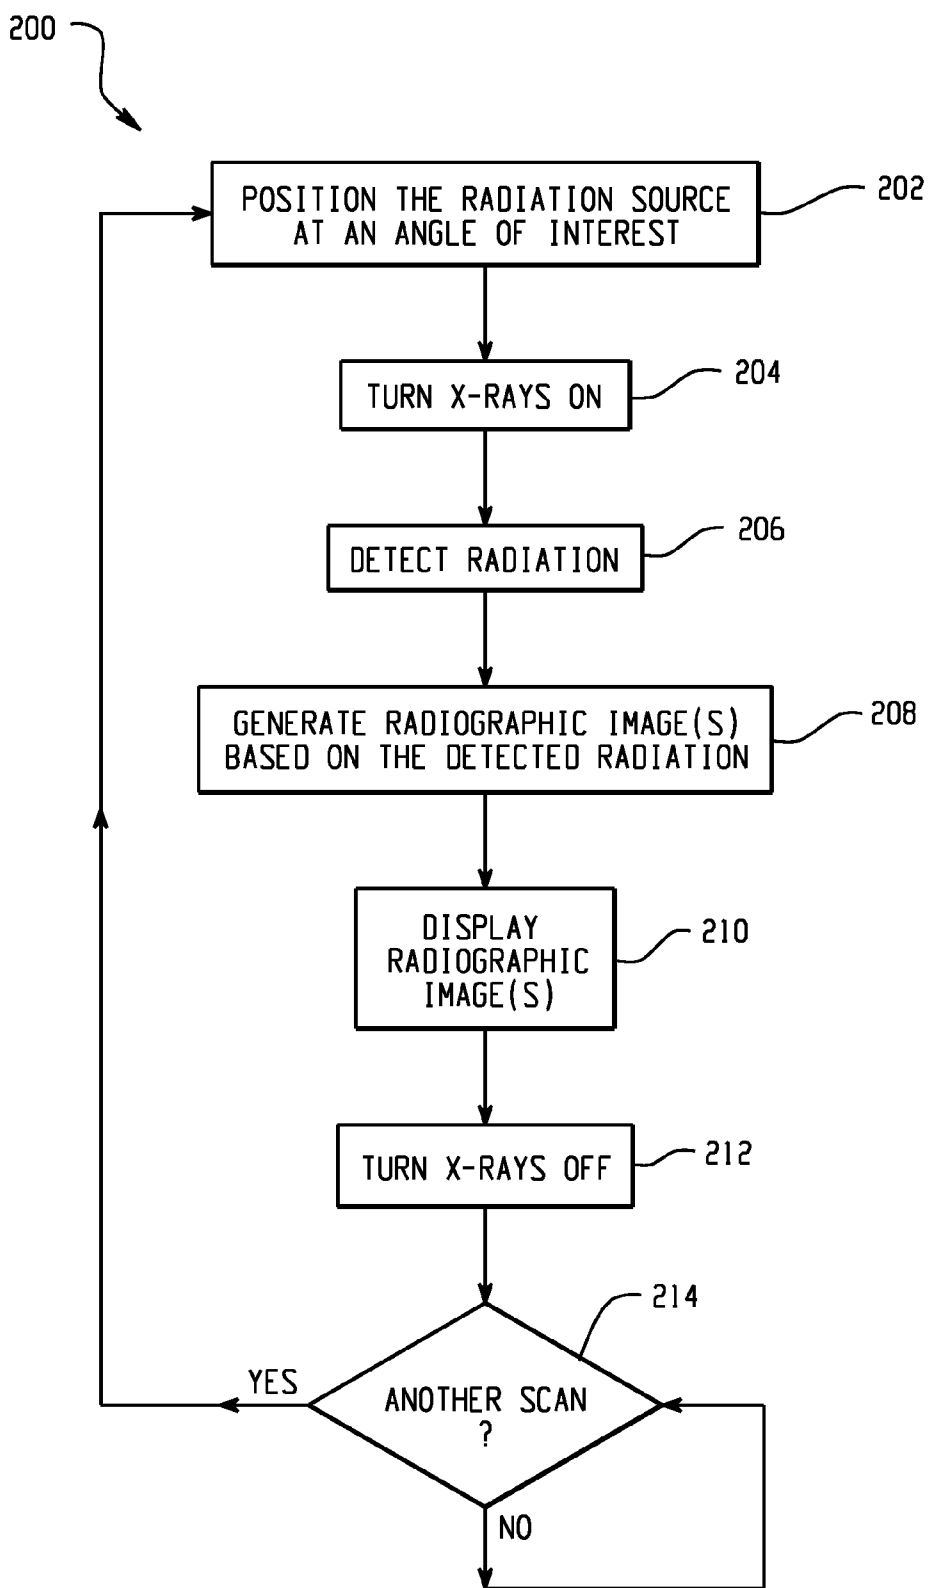 200
POSITION THE RADIATION SOURCE
AT AN ANGLE OF INTEREST
202
TURN X-RAYS ON
204
DETECT RADIATION
206
GENERATE RADIOGRAPHIC IMAGE(S)
BASED ON THE DETECTED RADIATION
208
DISPLAY
RADIOGRAPHIC
IMAGE(S)
210
TURN X-RAYS OFF
212
214
YES
ANOTHER SCAN
?
NO